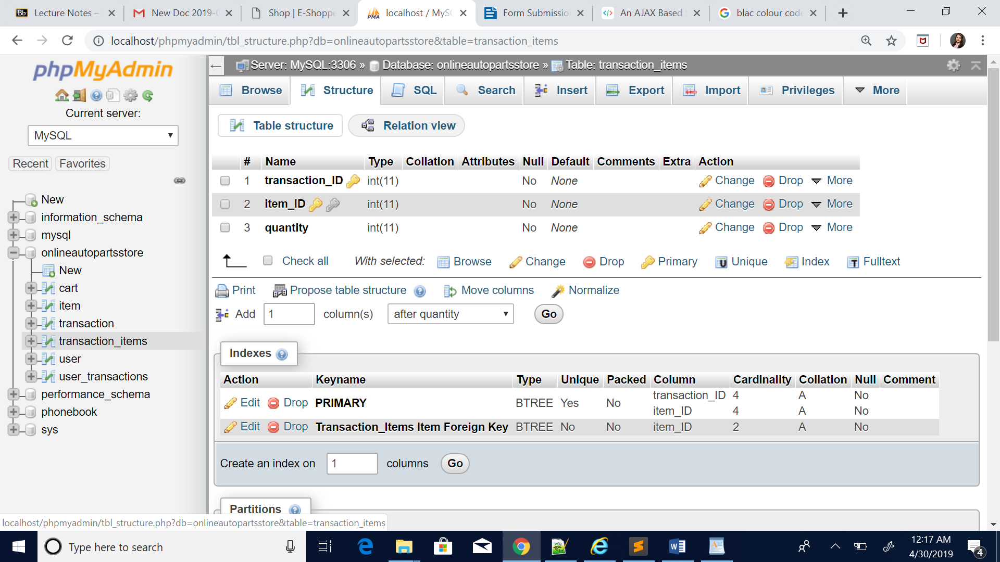 Lecture Notes –
New Doc 2019-
Shop | E-Shoppe
localhost / MyS
Form Submissio
An AJAX Based
blac colour cod
localhost/phpmyadmin/tbl_structure.php?db=onlineautopartsstore&table=transaction_items
phpMyAdmin
Current server:
MySQL
Recent Favorites
New
information_schema
mysql
onlineautopartsstore
New
cart
item
transaction
transaction_items
user
user_transactions
performance_schema
phonebook
sys
Server: MySQL:3306 » Database: onlineautopartsstore » Table: transaction_items
Browse Structure SQL Search Insert Export Import Privileges More
Table structure Relation view
# Name Type Collation Attributes Null Default Comments Extra Action
1 transaction_ID int(11) No None Change Drop More
2 item_ID int(11) No None Change Drop More
3 quantity int(11) No None Change Drop More
Check all With selected: Browse Change Drop Primary Unique Index Fulltext
Print Propose table structure Move columns Normalize
Add 1 column(s) after quantity Go
Indexes
Action Keyname Type Unique Packed Column Cardinality Collation Null Comment
Edit Drop PRIMARY BTREE Yes No transaction_ID 4 A No
item_ID 4 A No
Edit Drop Transaction_Items Item Foreign Key BTREE No No item_ID 2 A No
Create an index on 1 columns Go
Partitions
localhost/phpmyadmin/tbl_structure.php?db=onlineautopartsstore&table=transaction_items
Type here to search
12:17 AM
4/30/2019
4